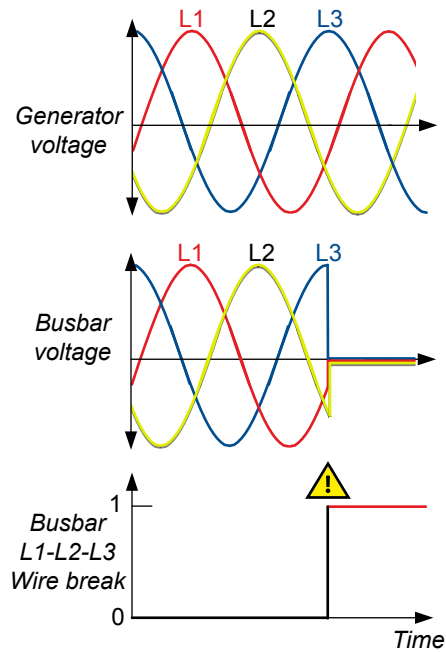 L1 L2 L3
Generator
voltage
L1 L2 L3
Busbar
voltage
!
1
Busbar
L1-L2-L3
Wire break
0
Time